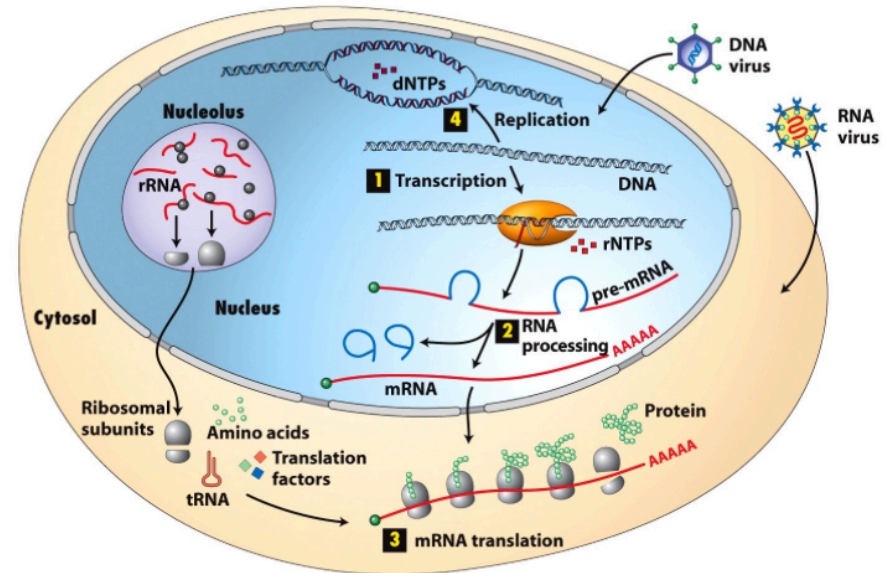 DNA
virus
dNTPs
Nucleolus
4 Replication
RNA
virus
rRNA
1 Transcription
DNA
rNTPs
pre-mRNA
Nucleus
Cytosol
2 RNA
processing
AAAAA
mRNA
Ribosomal
subunits
Amino acids
Protein
Translation
factors
AAAAA
tRNA
3 mRNA translation